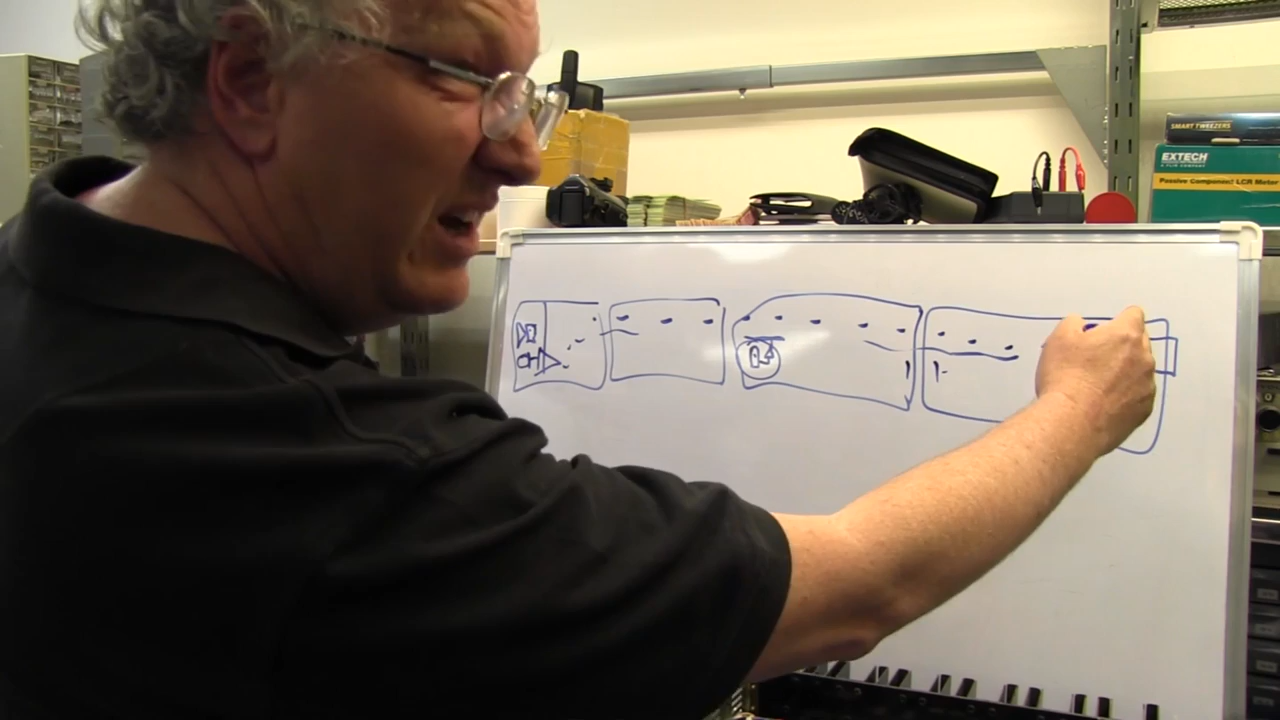 SMART TWEEZERS
EXTECH
A FLIR COMPANY
Passive Component LCR Meter